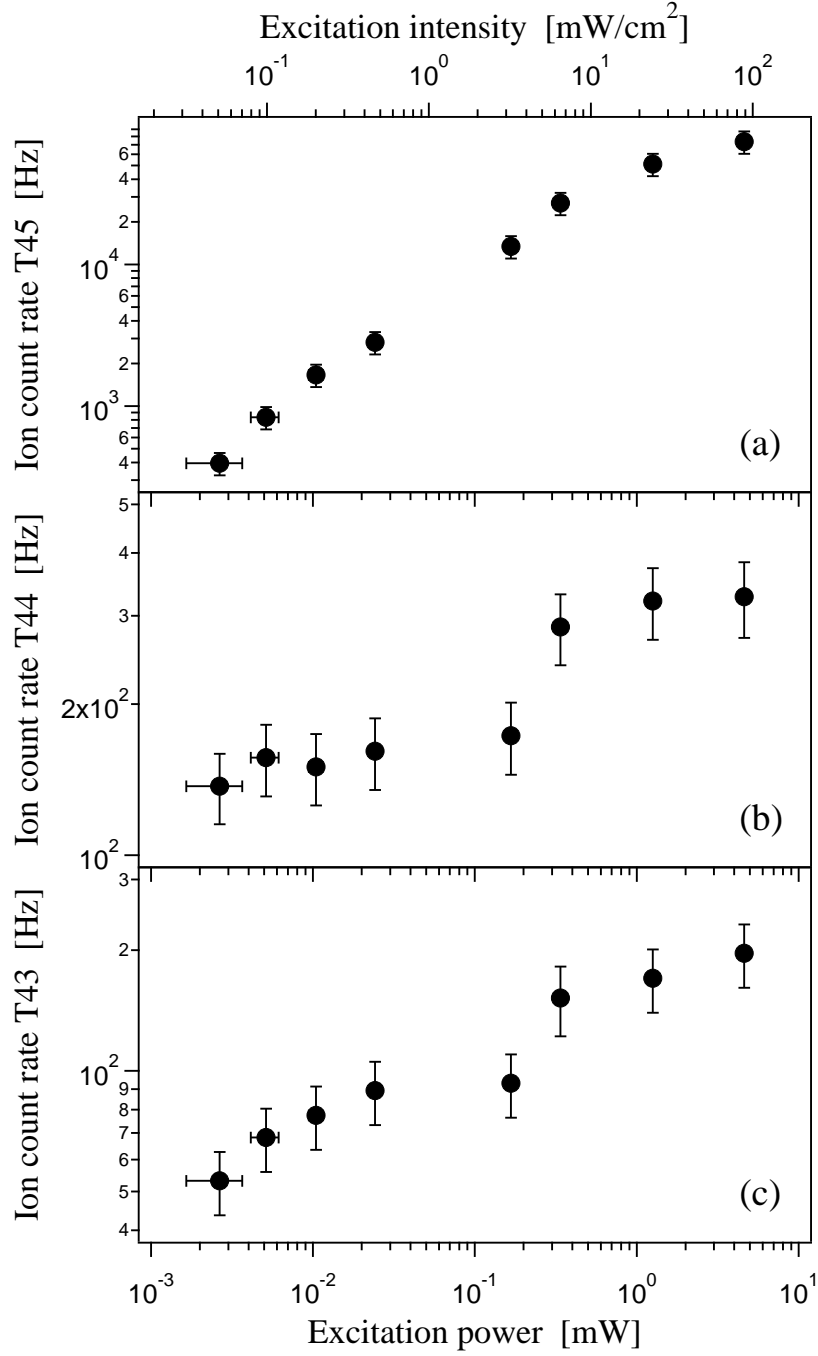 Excitation intensity [mW/cm²]
10⁻¹ 10⁰ 10¹ 10²
Ion count rate T45 [Hz]
6
4
2
10⁴
6
4
2
10³
6
4
(a)
Ion count rate T44 [Hz]
5
4
3
2x10²
10²
(b)
Ion count rate T43 [Hz]
3
2
10²
9
8
7
6
5
4
(c)
10⁻³ 10⁻² 10⁻¹ 10⁰ 10¹
Excitation power [mW]